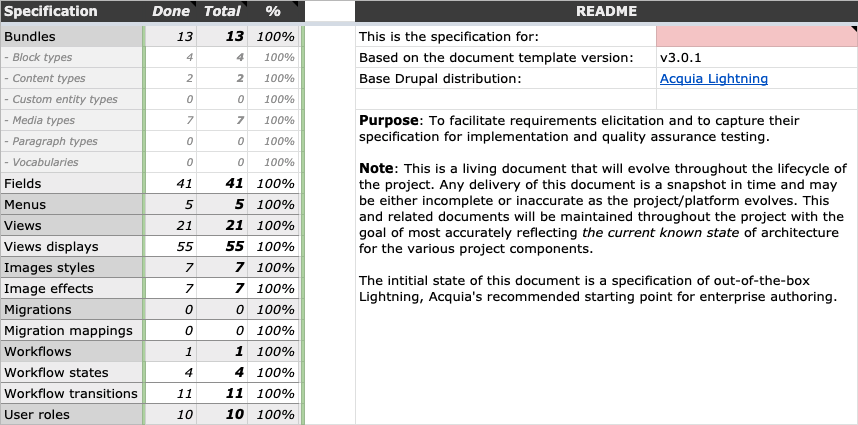 Specification Done Total %
Bundles 13 13 100%
- Block types 4 4 100%
- Content types 2 2 100%
- Custom entity types 0 0 100%
- Media types 7 7 100%
- Paragraph types 0 0 100%
- Vocabularies 0 0 100%
Fields 41 41 100%
Menus 5 5 100%
Views 21 21 100%
Views displays 55 55 100%
Images styles 7 7 100%
Image effects 7 7 100%
Migrations 0 0 100%
Migration mappings 0 0 100%
Workflows 1 1 100%
Workflow states 4 4 100%
Workflow transitions 11 11 100%
User roles 10 10 100%
README
This is the specification for:
Based on the document template version: v3.0.1
Base Drupal distribution: Acquia Lightning
Purpose: To facilitate requirements elicitation and to capture their
specification for implementation and quality assurance testing.
Note: This is a living document that will evolve throughout the lifecycle of
the project. Any delivery of this document is a snapshot in time and may
be either incomplete or inaccurate as the project/platform evolves. This
and related documents will be maintained throughout the project with the
goal of most accurately reflecting the current known state of architecture
for the various project components.
The intitial state of this document is a specification of out-of-the-box
Lightning, Acquia's recommended starting point for enterprise authoring.